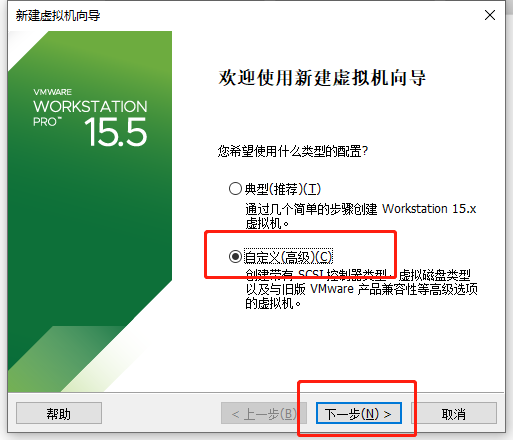 新建虚拟机向导
VMWARE
WORKSTATION
PRO™
15.5
欢迎使用新建虚拟机向导
您希望使用什么类型的配置?
典型(推荐)(T)
通过几个简单的步骤创建 Workstation 15.x
虚拟机。
自定义(高级)(C)
创建带有 SCSI 控制器类型、虚拟磁盘类型
以及与旧版 VMware 产品兼容性等高级选项
的虚拟机。
帮助
< 上一步(B)
下一步(N) >
取消